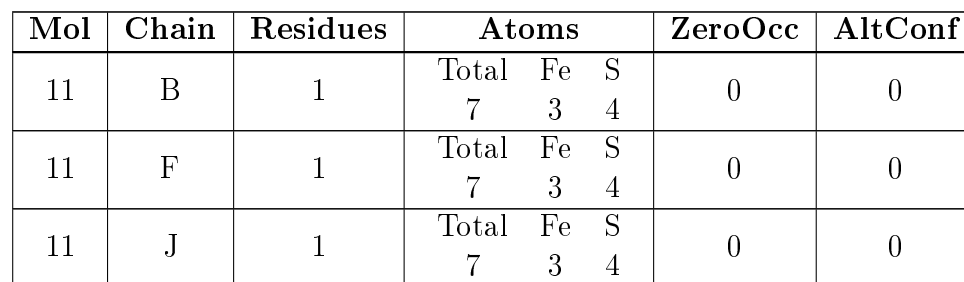 Mol Chain Residues Atoms ZeroOcc AltConf
11 B 1 Total Fe S 0 0
7 3 4
11 F 1 Total Fe S 0 0
7 3 4
11 J 1 Total Fe S 0 0
7 3 4